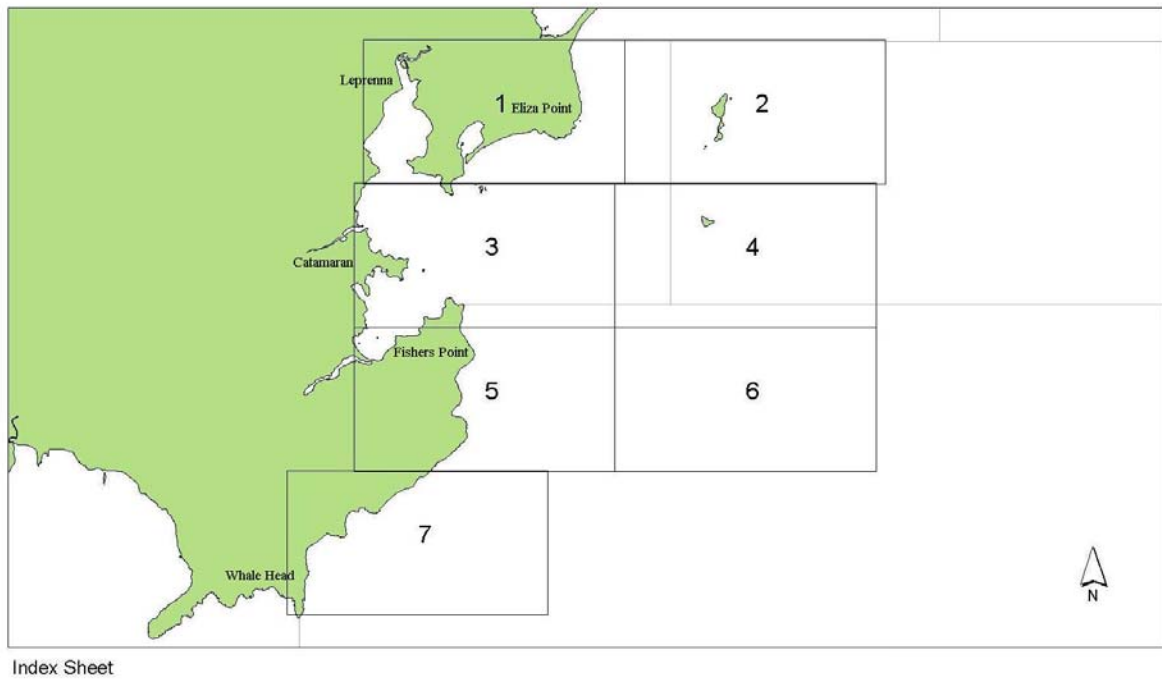 Leprenna
1 Eliza Point
2
3
Catamaran
4
Fishers Point
5
6
7
Whale Head
N
Index Sheet